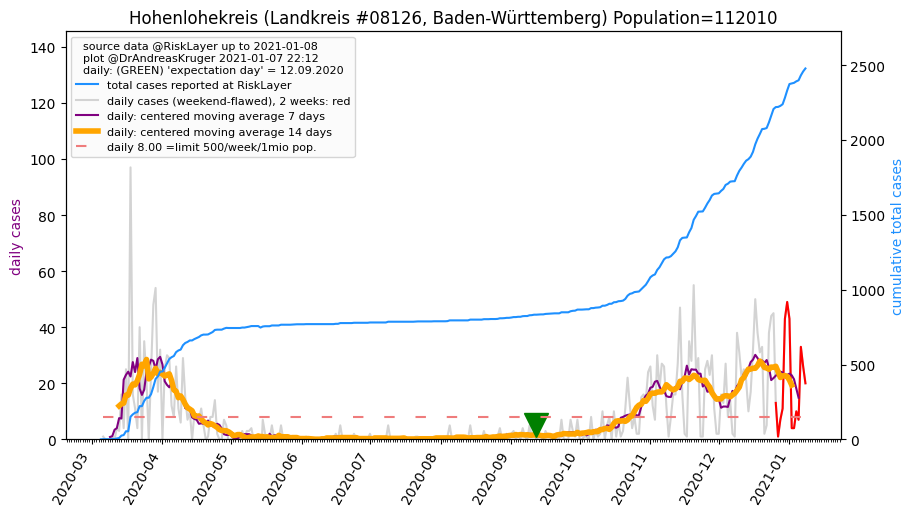 Hohenlohekreis (Landkreis #08126, Baden-Württemberg) Population=112010
source data @RiskLayer up to 2021-01-08
plot @DrAndreasKruger 2021-01-07 22:12
daily: (GREEN) 'expectation day' = 12.09.2020
total cases reported at RiskLayer
daily cases (weekend-flawed), 2 weeks: red
daily: centered moving average 7 days
daily: centered moving average 14 days
daily 8.00 =limit 500/week/1mio pop.
daily cases
140
120
100
80
60
40
20
0
cumulative total cases
2500
2000
1500
1000
500
0
2020-03
2020-04
2020-05
2020-06
2020-07
2020-08
2020-09
2020-10
2020-11
2020-12
2021-01